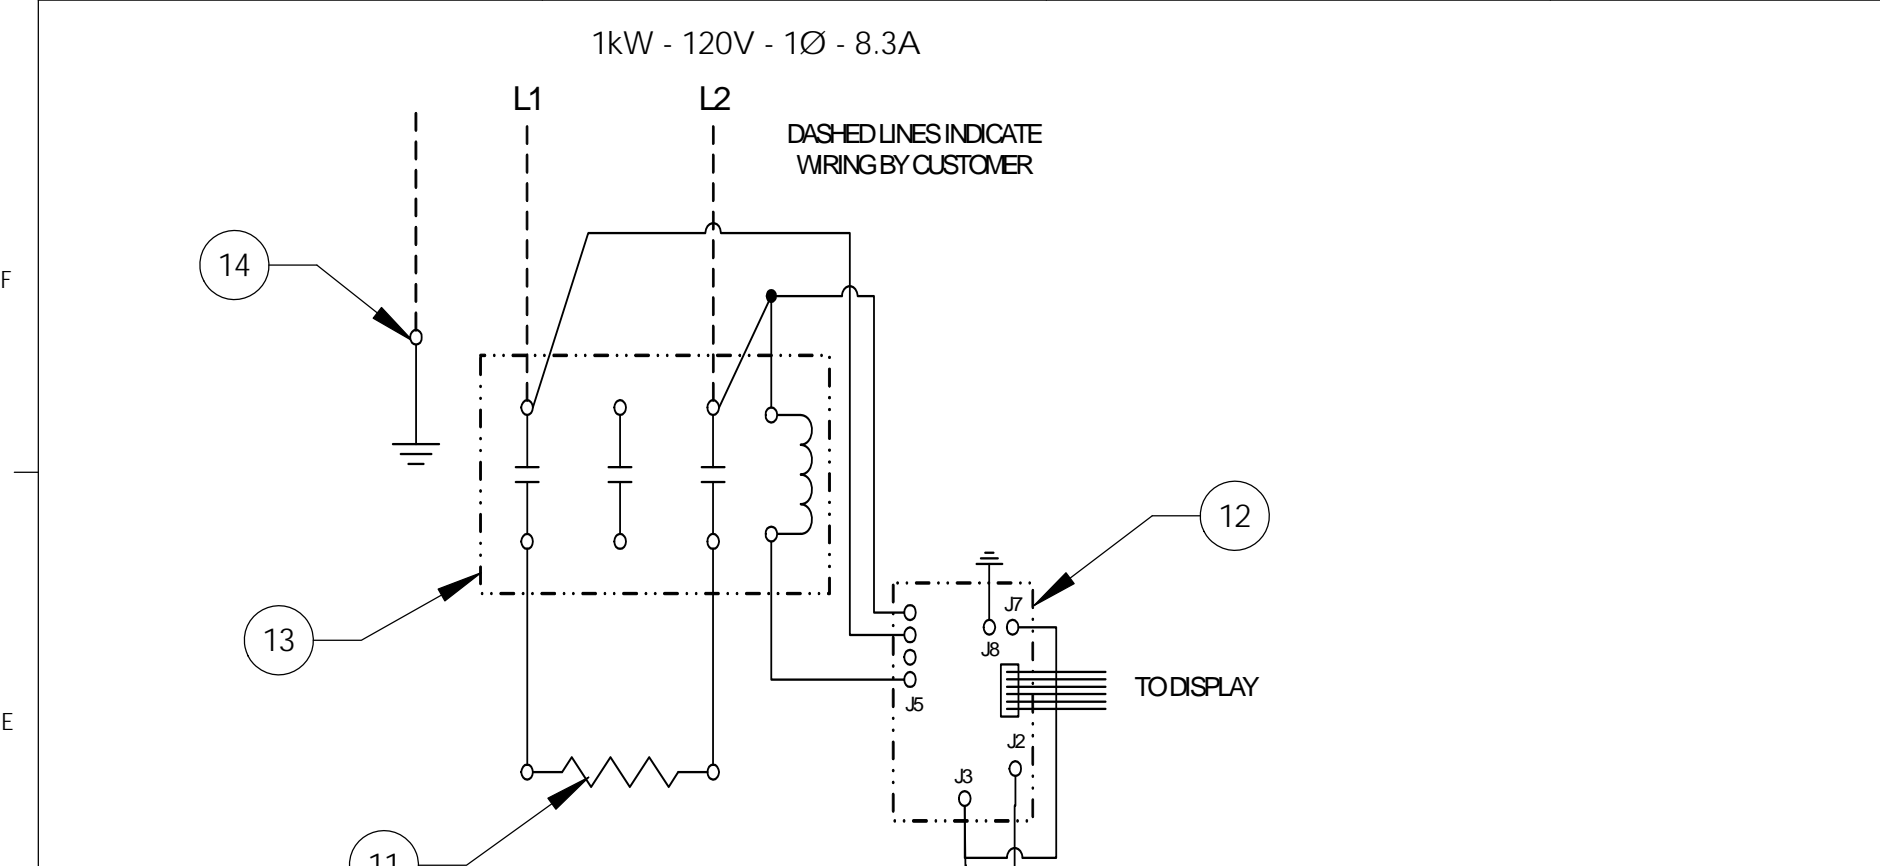 1kW - 120V - 1Ø - 8.3A
L1
L2
DASHED LINES INDICATE
WIRING BY CUSTOMER
14
F
12
13
J7
J8
TO DISPLAY
J5
E
J2
J3
11